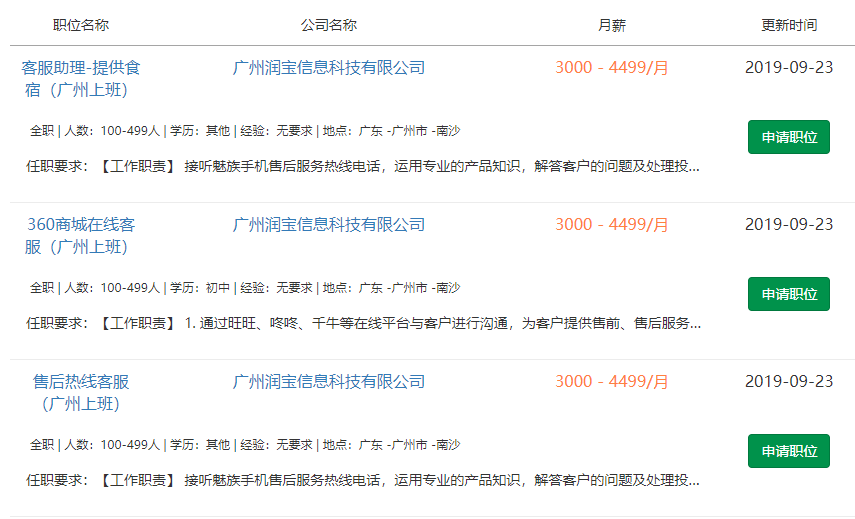 职位名称 公司名称 月薪 更新时间
客服助理-提供食 广州润宝信息科技有限公司 3000 - 4499/月 2019-09-23
宿（广州上班）
全职 | 人数：100-499人 | 学历：其他 | 经验：无要求 | 地点：广东 -广州市 -南沙 申请职位
任职要求：【工作职责】 接听魅族手机售后服务热线电话，运用专业的产品知识，解答客户的问题及处理投...
360商城在线客 广州润宝信息科技有限公司 3000 - 4499/月 2019-09-23
服（广州上班）
全职 | 人数：100-499人 | 学历：初中 | 经验：无要求 | 地点：广东 -广州市 -南沙 申请职位
任职要求：【工作职责】 1. 通过旺旺、咚咚、千牛等在线平台与客户进行沟通，为客户提供售前、售后服务...
售后热线客服 广州润宝信息科技有限公司 3000 - 4499/月 2019-09-23
（广州上班）
全职 | 人数：100-499人 | 学历：其他 | 经验：无要求 | 地点：广东 -广州市 -南沙 申请职位
任职要求：【工作职责】 接听魅族手机售后服务热线电话，运用专业的产品知识，解答客户的问题及处理投...